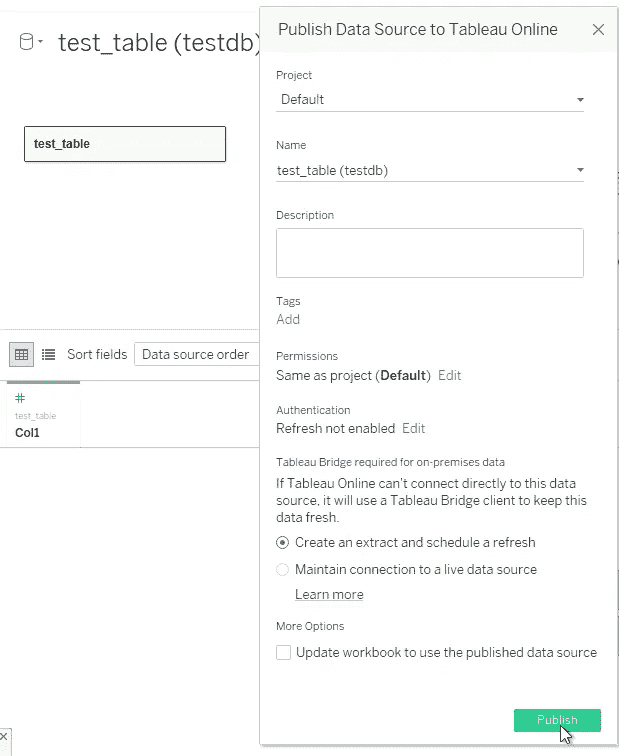 test_table (testdb)
test_table
Sort fields
Data source order
#
test_table
Col1
Publish Data Source to Tableau Online
Project
Default
Name
test_table (testdb)
Description
Tags
Add
Permissions
Same as project (Default) Edit
Authentication
Refresh not enabled Edit
Tableau Bridge required for on-premises data
If Tableau Online can't connect directly to this data
source, it will use a Tableau Bridge client to keep this
data fresh.
Create an extract and schedule a refresh
Maintain connection to a live data source
Learn more
More Options
Update workbook to use the published data source
Publish